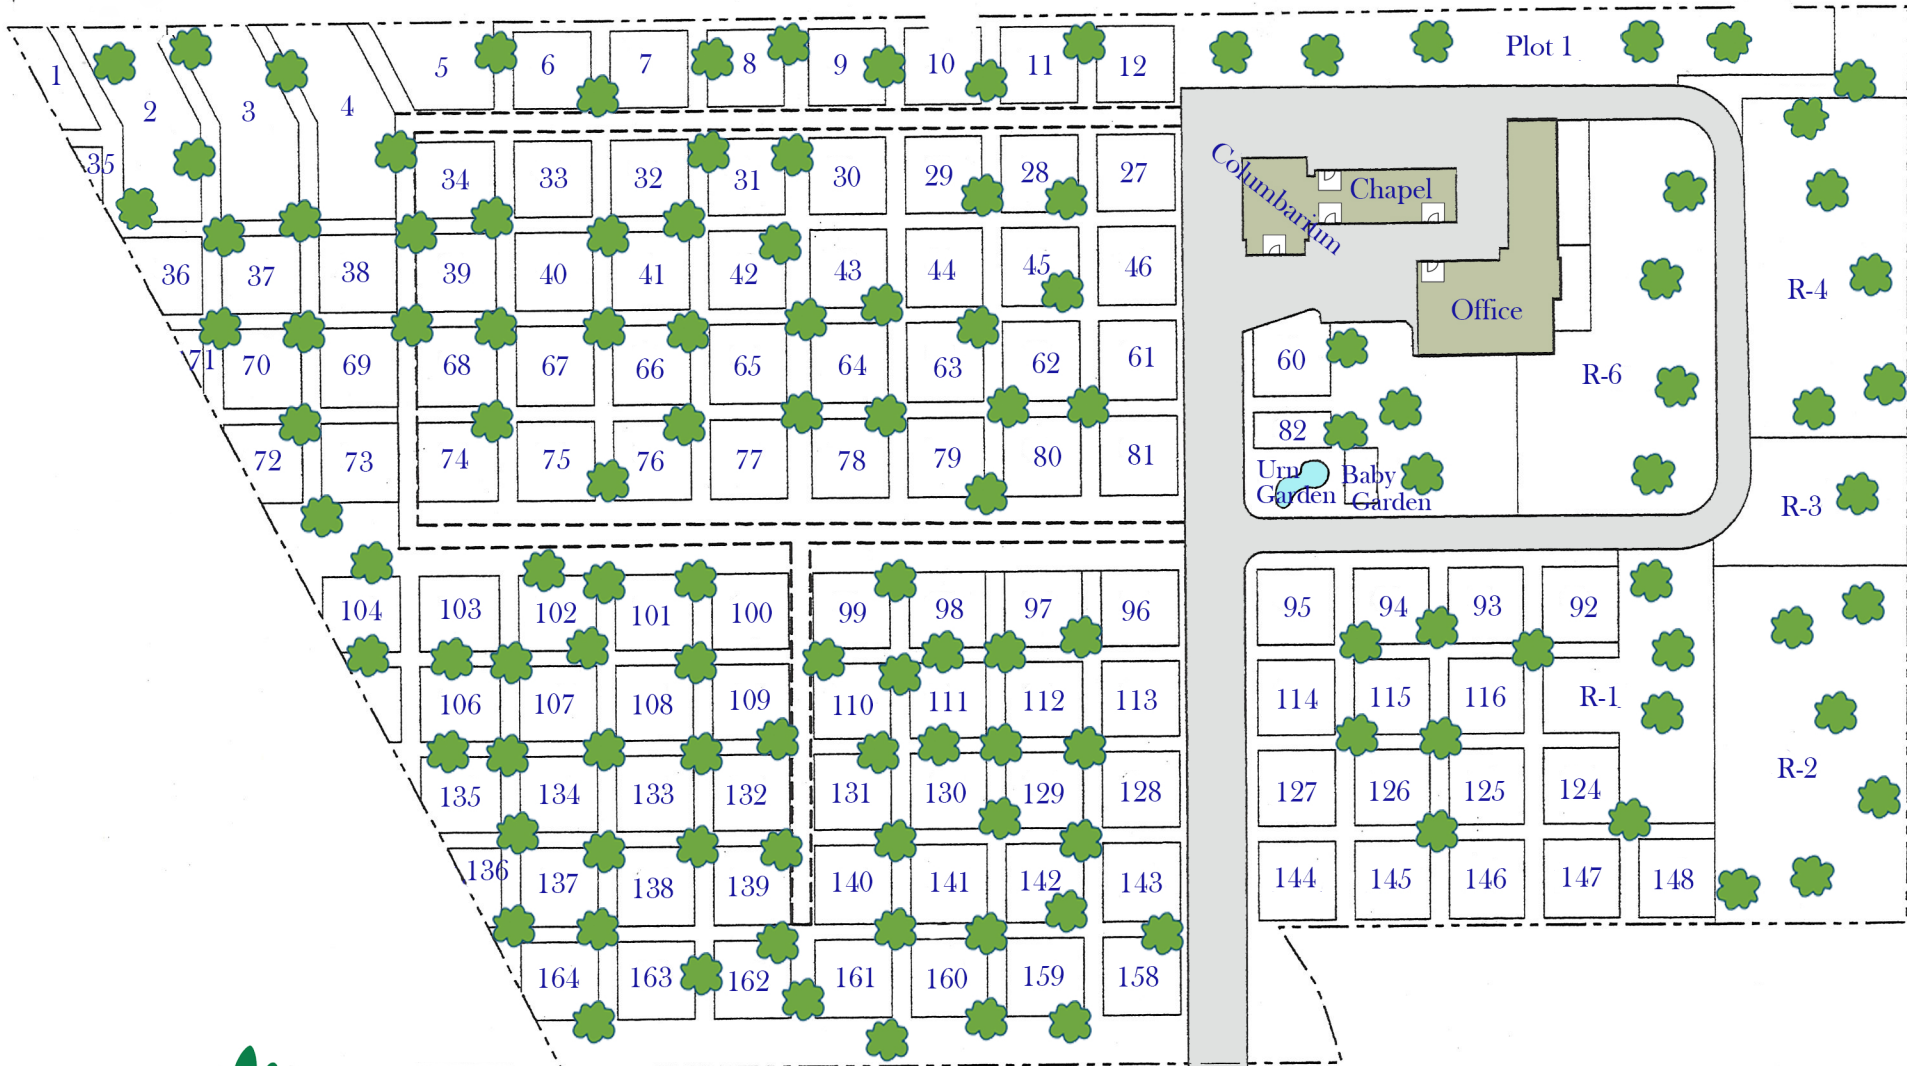 Plot 1
1 2 3 4 5 6 7 8 9 10 11 12
35 34 33 32 31 30 29 28 27
Columbarium
Chapel
36 37 38 39 40 41 42 43 44 45 46
Office
R-4
71 70 69 68 67 66 65 64 63 62 61 60
R-6
72 73 74 75 76 77 78 79 80 81 82
Urn
Garden
Baby
Garden
R-3
104 103 102 101 100 99 98 97 96 95 94 93 92
106 107 108 109 110 111 112 113 114 115 116 R-1
R-2
135 134 133 132 131 130 129 128 127 126 125 124
136 137 138 139 140 141 142 143 144 145 146 147 148
164 163 162 161 160 159 158